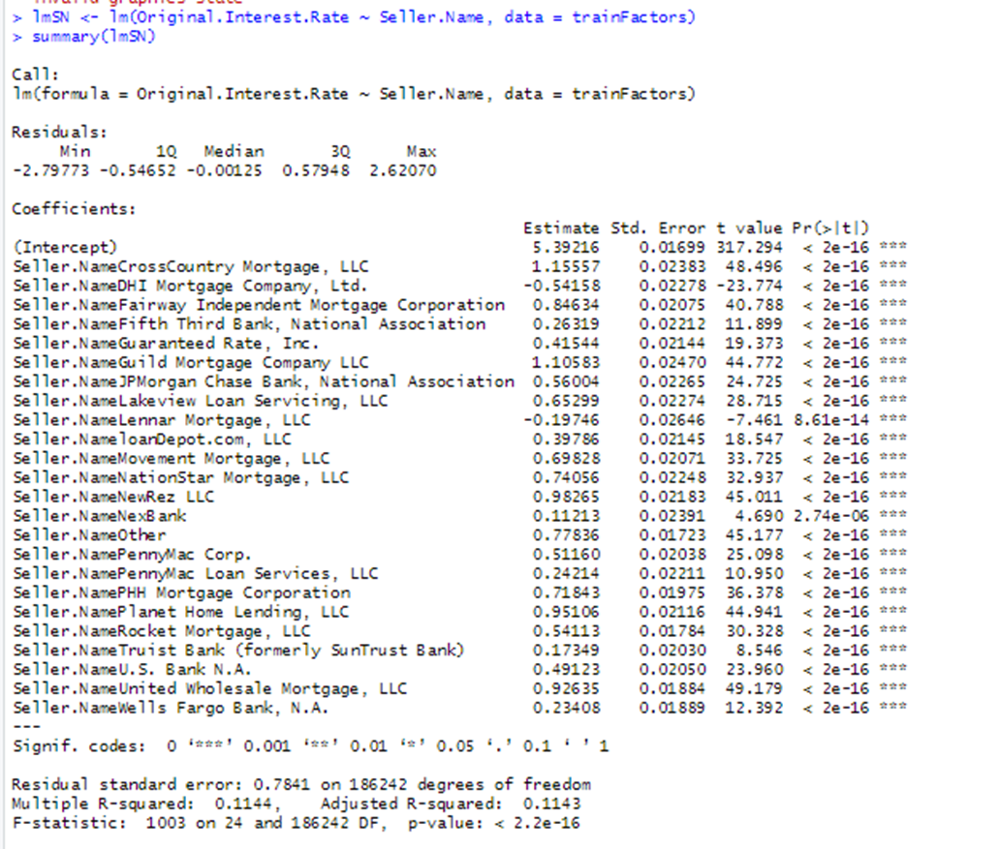 invalid graphics state
> lmSN <- lm(Original.Interest.Rate ~ Seller.Name, data = trainFactors)
> summary(lmSN)
Call:
lm(formula = Original.Interest.Rate ~ Seller.Name, data = trainFactors)
Residuals:
Min 1Q Median 3Q Max
-2.79773 -0.54652 -0.00125 0.57948 2.62070
Coefficients:
Estimate Std. Error t value Pr(>|t|)
(Intercept) 5.39216 0.01699 317.294 < 2e-16 ***
Seller.NameCrossCountry Mortgage, LLC 1.15557 0.02383 48.496 < 2e-16 ***
Seller.NameDHI Mortgage Company, Ltd. -0.54158 0.02278 -23.774 < 2e-16 ***
Seller.NameFairway Independent Mortgage Corporation 0.84634 0.02075 40.788 < 2e-16 ***
Seller.NameFifth Third Bank, National Association 0.26319 0.02212 11.899 < 2e-16 ***
Seller.NameGuaranteed Rate, Inc. 0.41544 0.02144 19.373 < 2e-16 ***
Seller.NameGuild Mortgage Company LLC 1.10583 0.02470 44.772 < 2e-16 ***
Seller.NameJPMorgan Chase Bank, National Association 0.56004 0.02265 24.725 < 2e-16 ***
Seller.NameLakeview Loan Servicing, LLC 0.65299 0.02274 28.715 < 2e-16 ***
Seller.NameLennar Mortgage, LLC -0.19746 0.02646 -7.461 8.61e-14 ***
Seller.NameloanDepot.com, LLC 0.39786 0.02145 18.547 < 2e-16 ***
Seller.NameMovement Mortgage, LLC 0.69828 0.02071 33.725 < 2e-16 ***
Seller.NameNationStar Mortgage, LLC 0.74056 0.02248 32.937 < 2e-16 ***
Seller.NameNewRez LLC 0.98265 0.02183 45.011 < 2e-16 ***
Seller.NameNexBank 0.11213 0.02391 4.690 2.74e-06 ***
Seller.NameOther 0.77836 0.01723 45.177 < 2e-16 ***
Seller.NamePennyMac Corp. 0.51160 0.02038 25.098 < 2e-16 ***
Seller.NamePennyMac Loan Services, LLC 0.24214 0.02211 10.950 < 2e-16 ***
Seller.NamePHH Mortgage Corporation 0.71843 0.01975 36.378 < 2e-16 ***
Seller.NamePlanet Home Lending, LLC 0.95106 0.02116 44.941 < 2e-16 ***
Seller.NameRocket Mortgage, LLC 0.54113 0.01784 30.328 < 2e-16 ***
Seller.NameTruist Bank (formerly SunTrust Bank) 0.17349 0.02030 8.546 < 2e-16 ***
Seller.NameU.S. Bank N.A. 0.49123 0.02050 23.960 < 2e-16 ***
Seller.NameUnited Wholesale Mortgage, LLC 0.92635 0.01884 49.179 < 2e-16 ***
Seller.NameWells Fargo Bank, N.A. 0.23408 0.01889 12.392 < 2e-16 ***
---
Signif. codes: 0 ‘***’ 0.001 ‘**’ 0.01 ‘*’ 0.05 ‘.’ 0.1 ‘ ’ 1
Residual standard error: 0.7841 on 186242 degrees of freedom
Multiple R-squared: 0.1144, Adjusted R-squared: 0.1143
F-statistic: 1003 on 24 and 186242 DF, p-value: < 2.2e-16